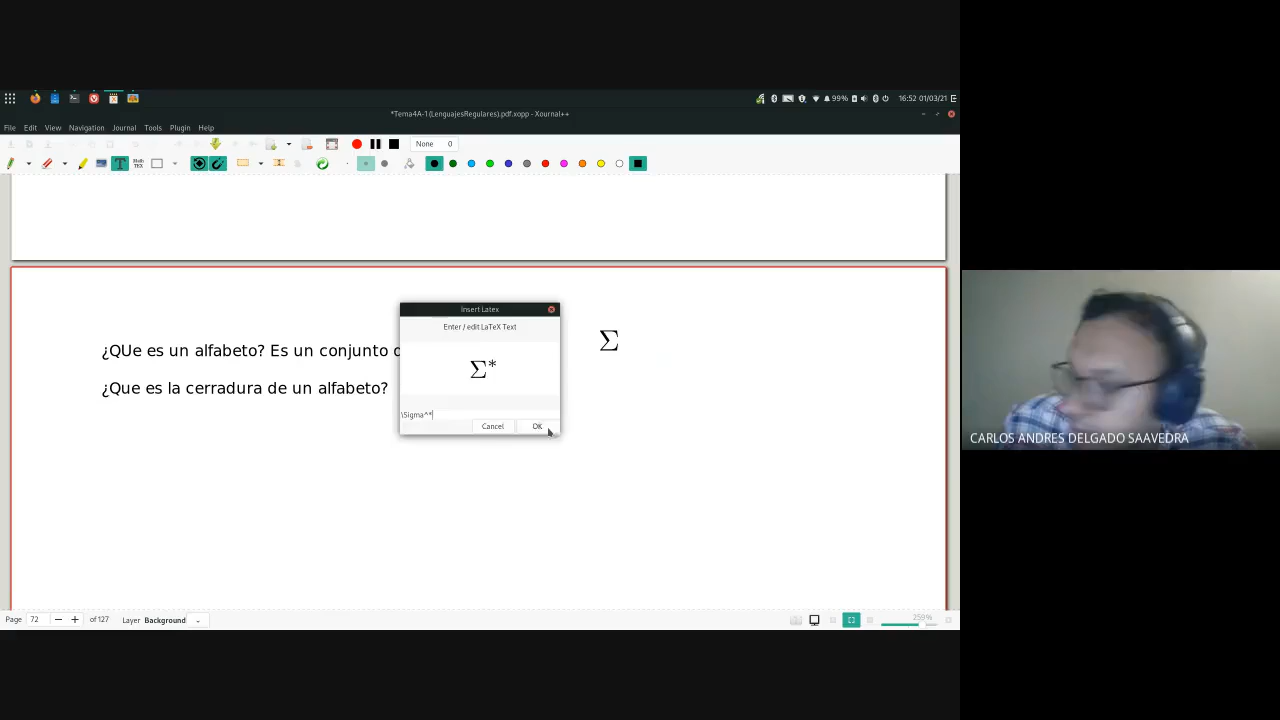 16:52 01/03/21
99%
*Tema4A-1(LenguajesRegulares).pdf.xopp - Xournal++
File Edit View Navigation Journal Tools Plugin Help
None 0
Insert Latex
Enter / edit LaTeX Text
Σ
¿QUe es un alfabeto? Es un conjunto
Σ*
¿Que es la cerradura de un alfabeto?
\Sigma^*
Cancel OK
CARLOS ANDRES DELGADO SAAVEDRA
Page 72 of 127 Layer Background
259%